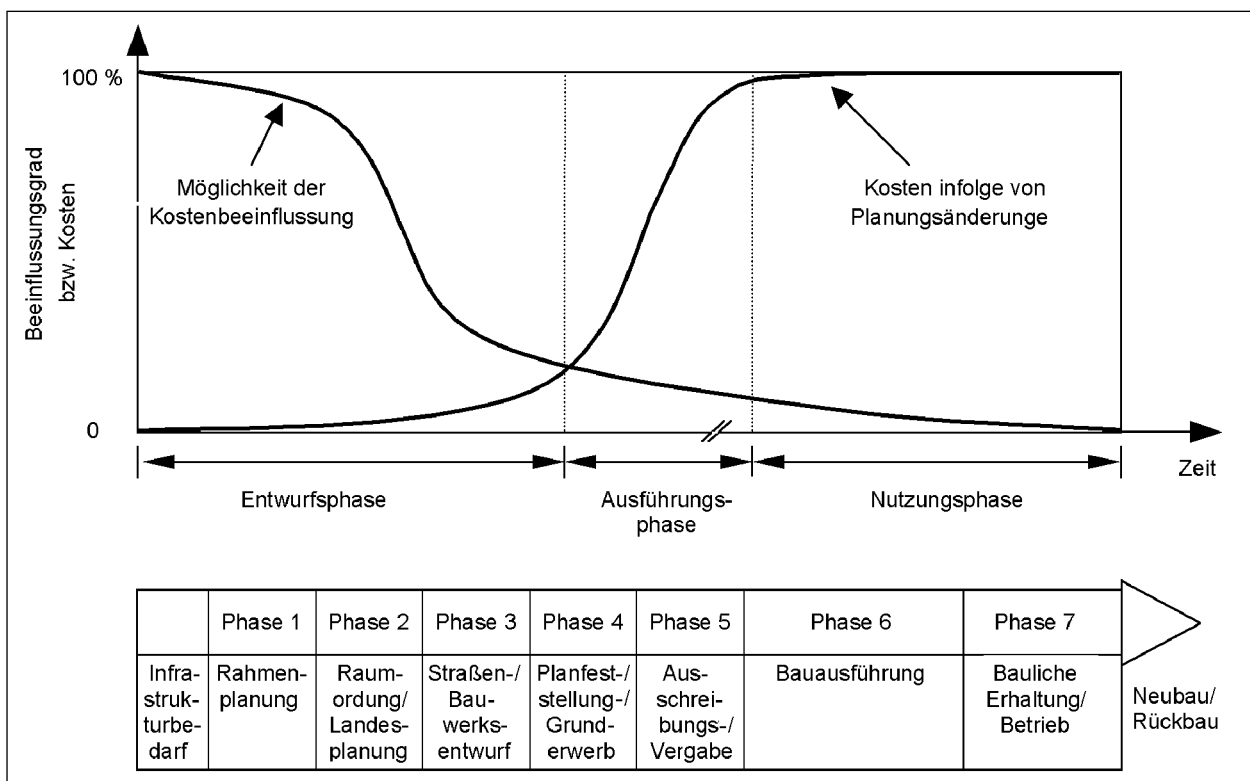 100 %
Beeinflussungsgrad
bzw. Kosten
0
Möglichkeit der
Kostenbeeinflussung
Kosten infolge von
Planungsänderunge
Zeit
Entwurfsphase
Ausführungs-
phase
Nutzungsphase
Phase 1
Phase 2
Phase 3
Phase 4
Phase 5
Phase 6
Phase 7
Infra-
struk-
turbe-
darf
Rahmen-
planung
Raum-
ordung/
Landes-
planung
Straßen-/
Bau-
werks-
entwurf
Planfest-/
stellung-/
Grund-
erwerb
Aus-
schrei-
bungs-/
Vergabe
Bauausführung
Bauliche
Erhaltung/
Betrieb
Neubau/
Rückbau